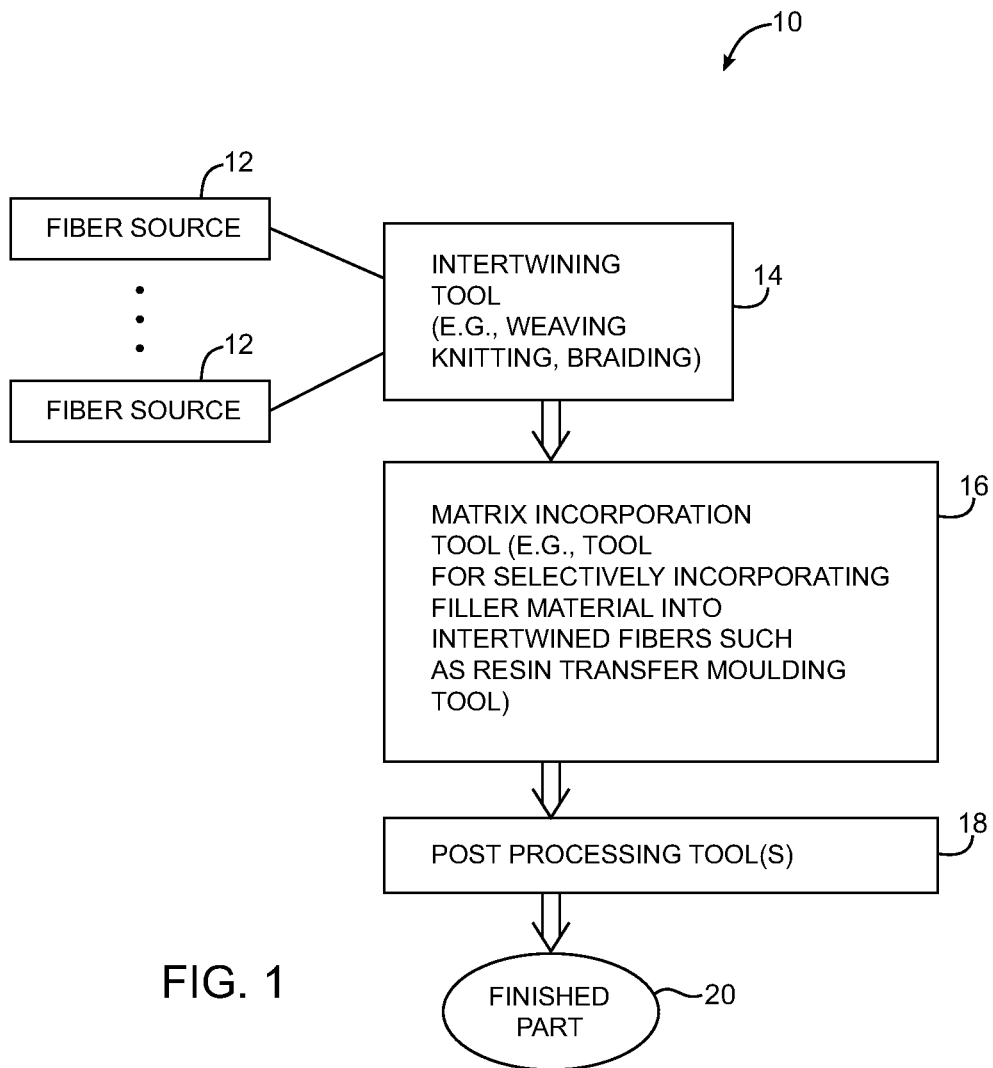 10
12
FIBER SOURCE
12
FIBER SOURCE
INTERTWINING
TOOL
(E.G., WEAVING
KNITTING, BRAIDING)
14
MATRIX INCORPORATION
TOOL (E.G., TOOL
FOR SELECTIVELY INCORPORATING
FILLER MATERIAL INTO
INTERTWINED FIBERS SUCH
AS RESIN TRANSFER MOULDING
TOOL)
16
POST PROCESSING TOOL(S)
18
FINISHED
PART
20
FIG. 1